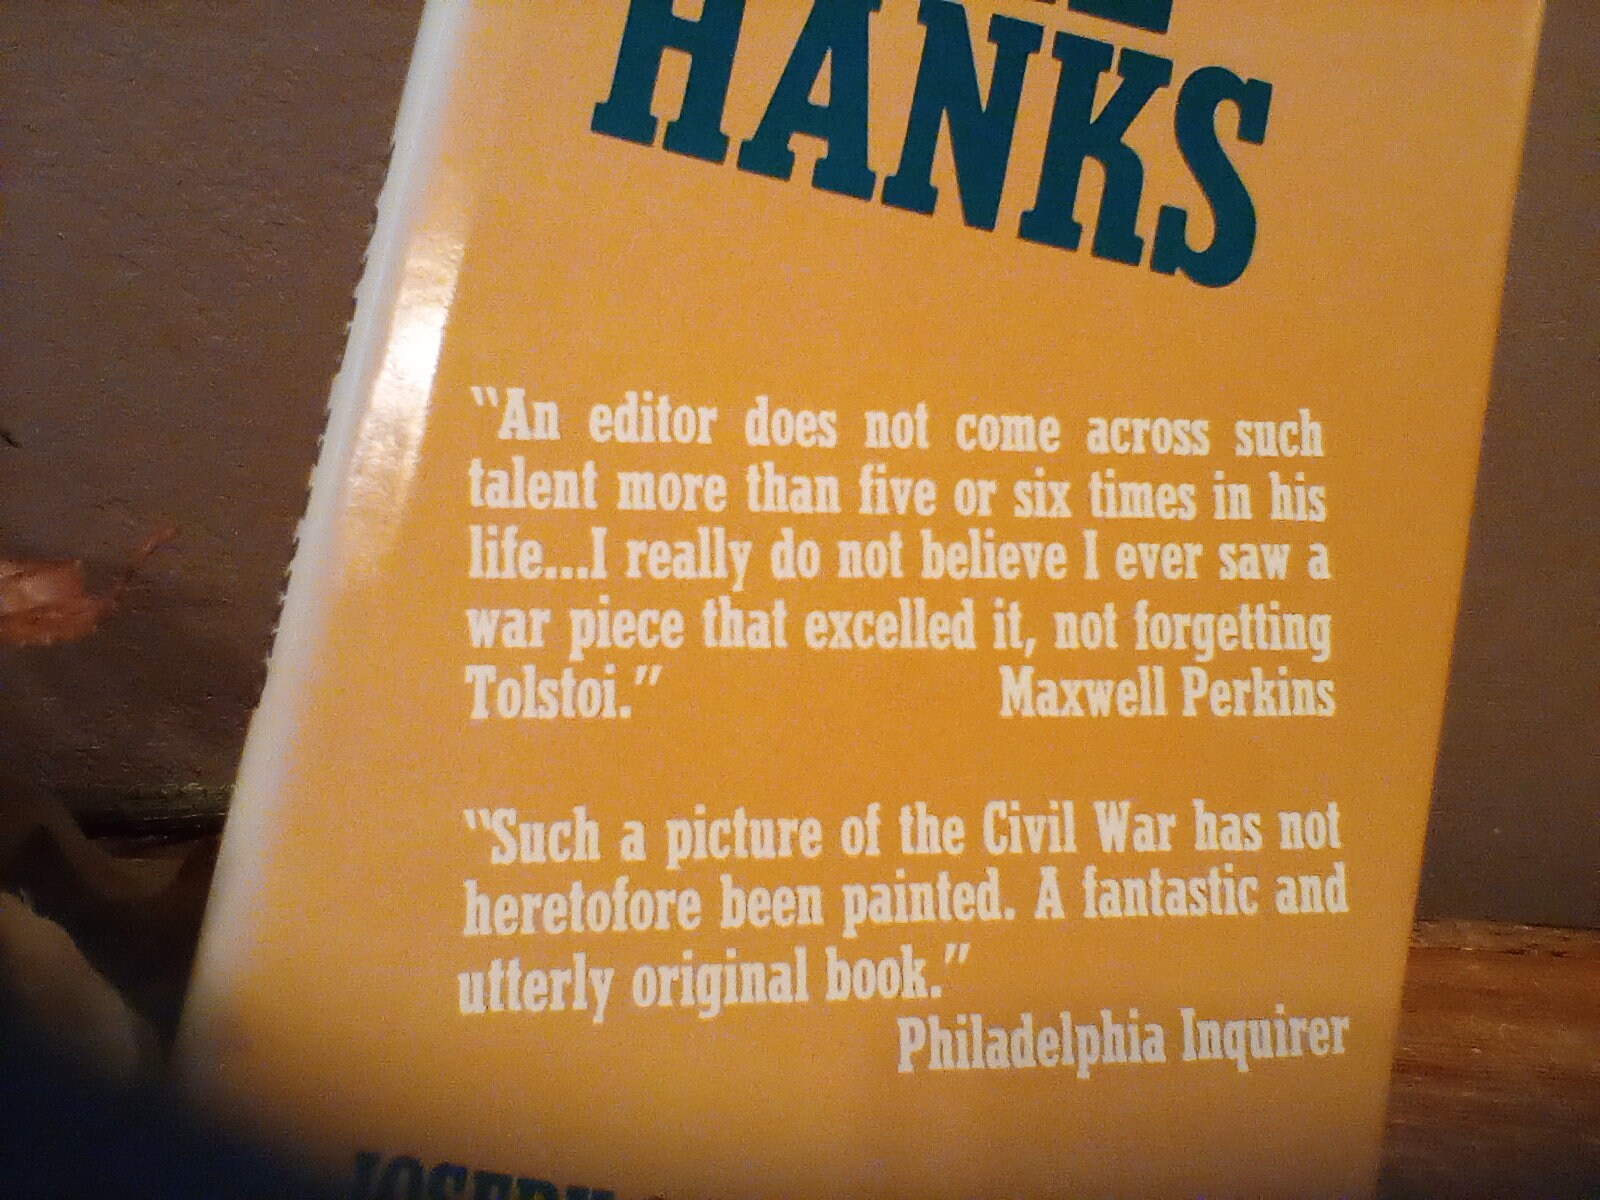 HANKS
"An editor does not come across such
talent more than five or six times in his
life...I really do not believe I ever saw a
war piece that excelled it, not forgetting
Tolstoi." Maxwell Perkins
"Such a picture of the Civil War has not
heretofore been painted. A fantastic and
utterly original book."
Philadelphia Inquirer
JOSEPH